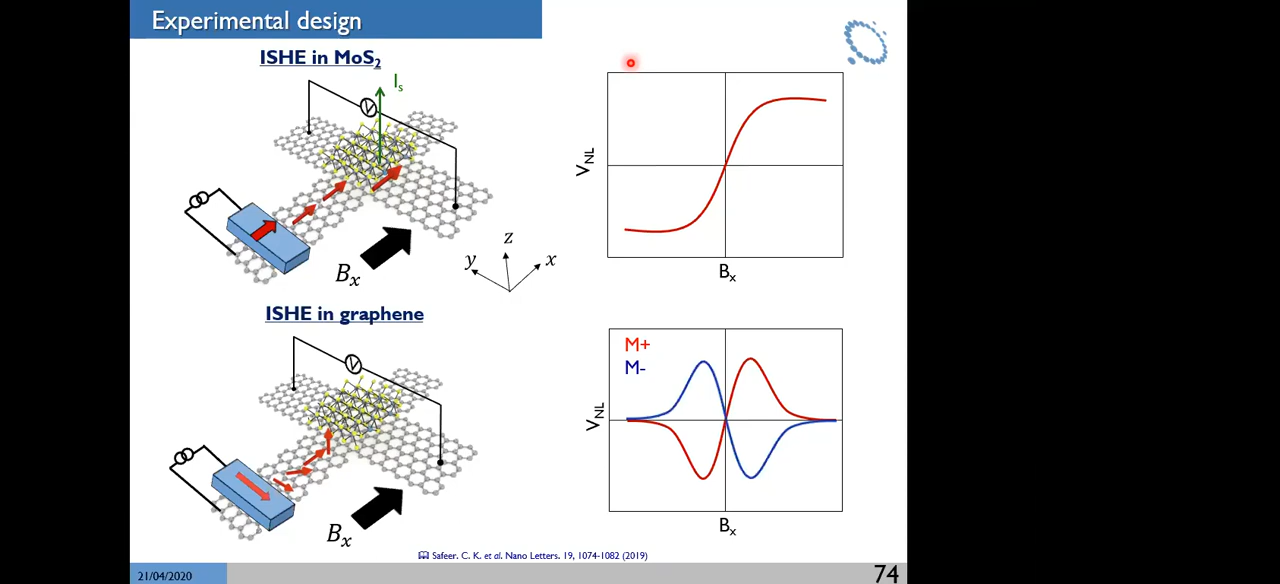 Experimental design
ISHE in MoS2
Is
V
Bx
z
y
x
VNL
Bx
ISHE in graphene
V
Bx
M+
M-
VNL
Bx
Safeer. C. K. et al. Nano Letters. 19, 1074-1082 (2019)
21/04/2020
74